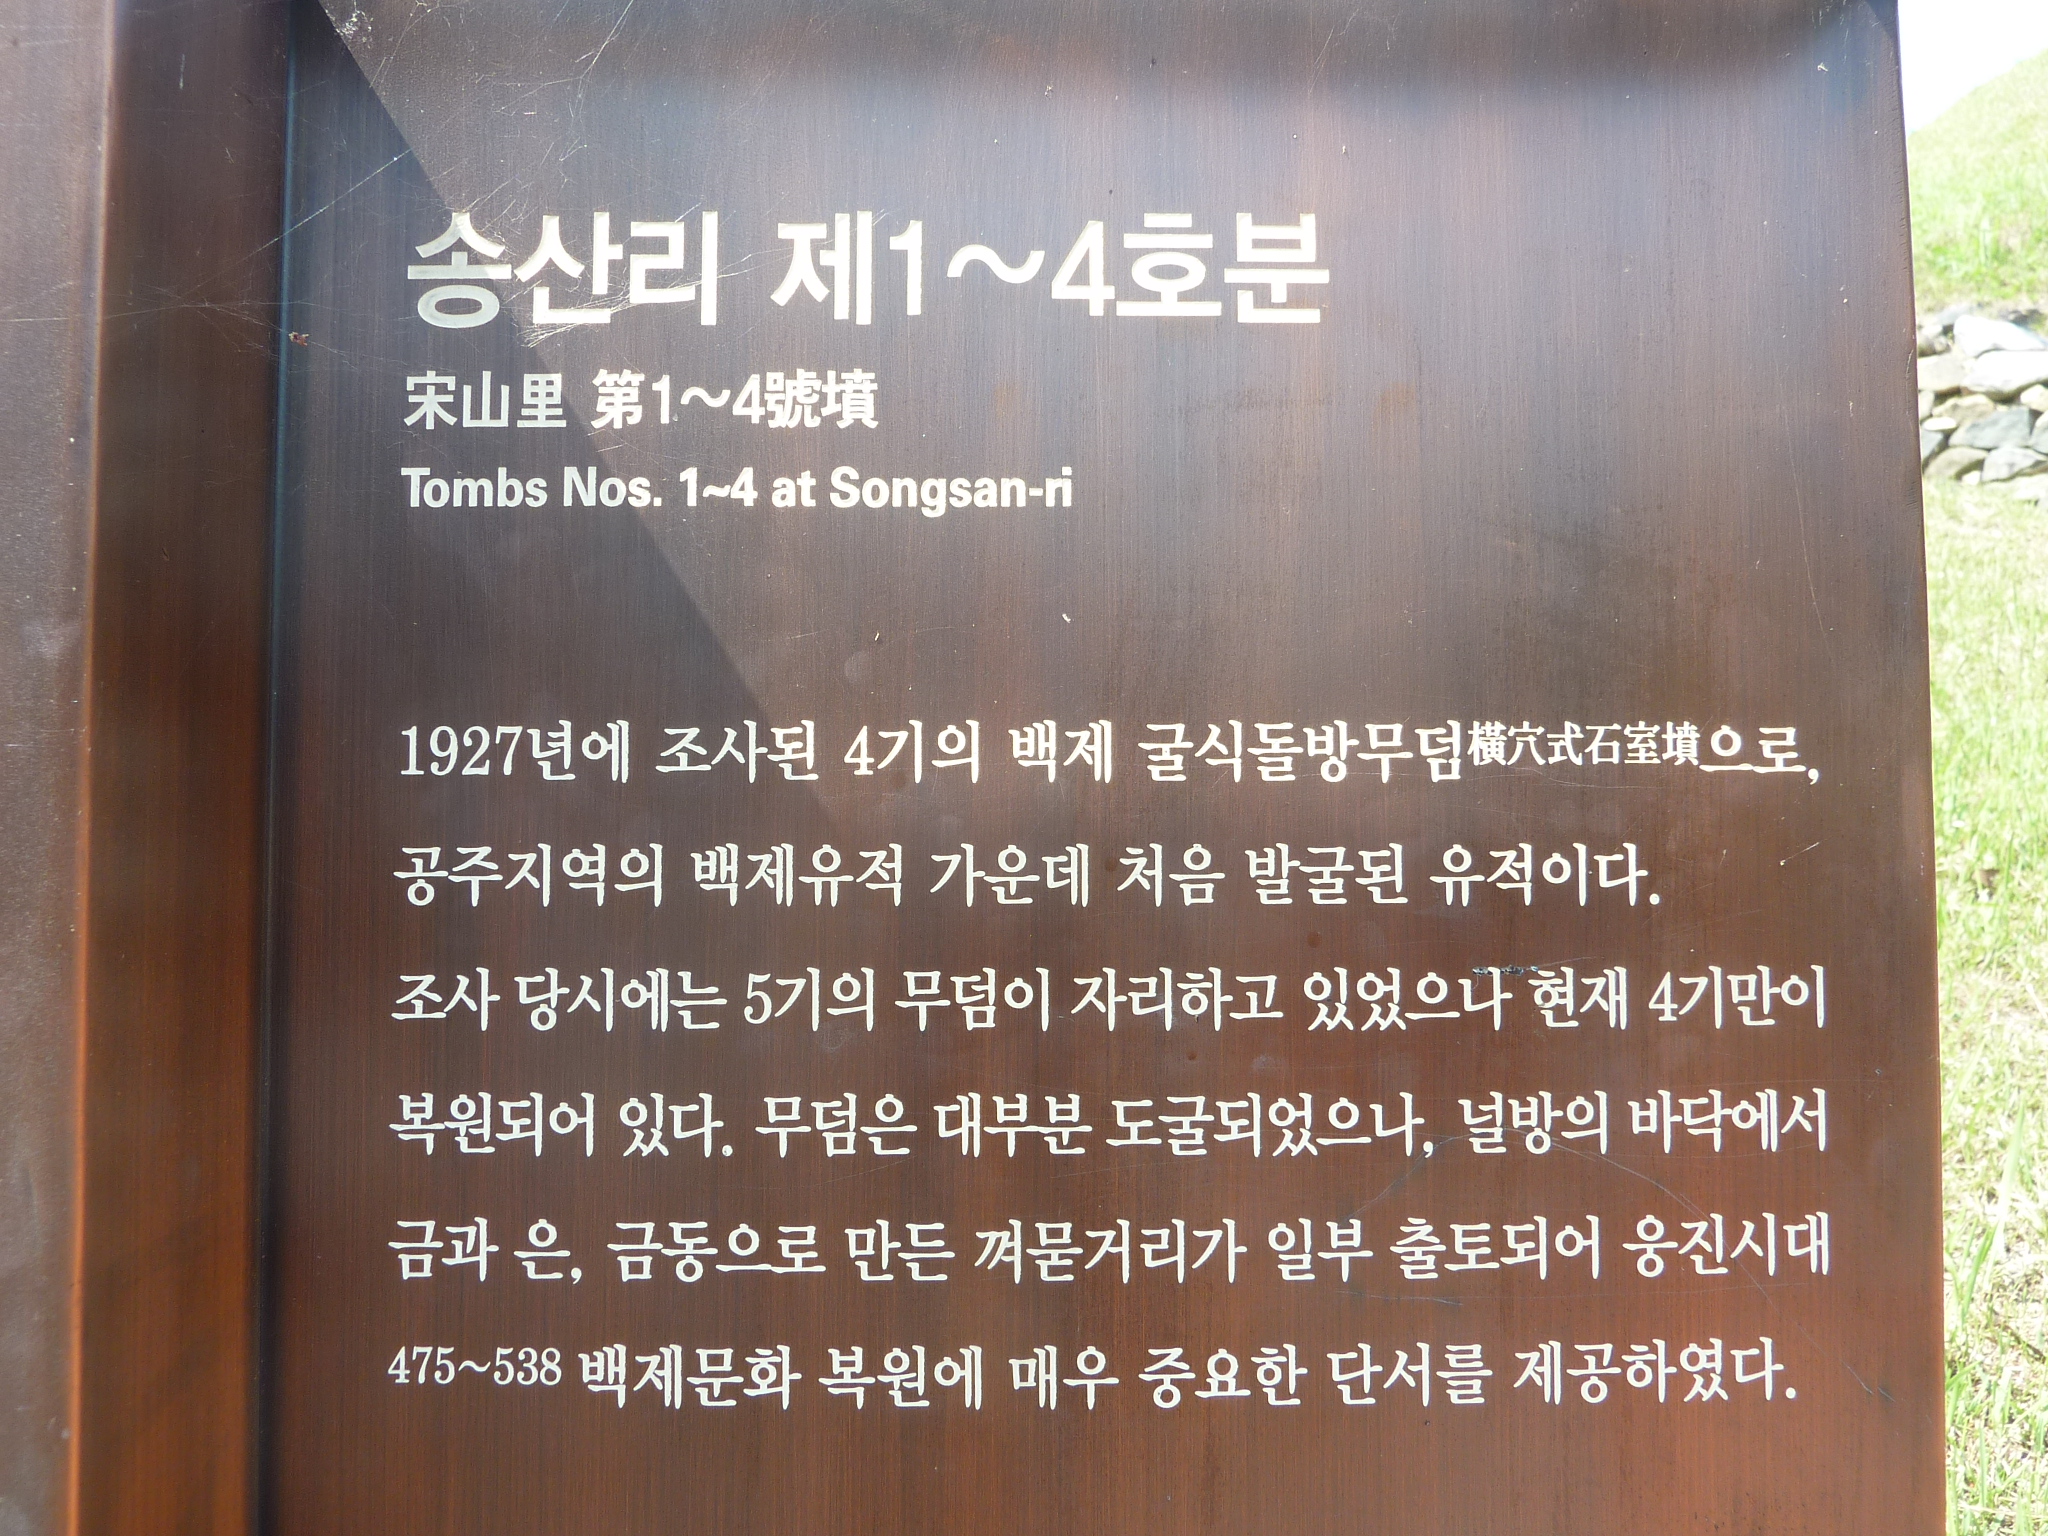 송산리 제1~4호분
宋山里 第1~4號墳
Tombs Nos. 1~4 at Songsan-ri
1927년에 조사된 4기의 백제 굴식돌방무덤橫穴式石室墳으로,
공주지역의 백제유적 가운데 처음 발굴된 유적이다.
조사 당시에는 5기의 무덤이 자리하고 있었으나 현재 4기만이
복원되어 있다. 무덤은 대부분 도굴되었으나, 널방의 바닥에서
금과 은, 금동으로 만든 껴묻거리가 일부 출토되어 웅진시대
475~538 백제문화 복원에 매우 중요한 단서를 제공하였다.